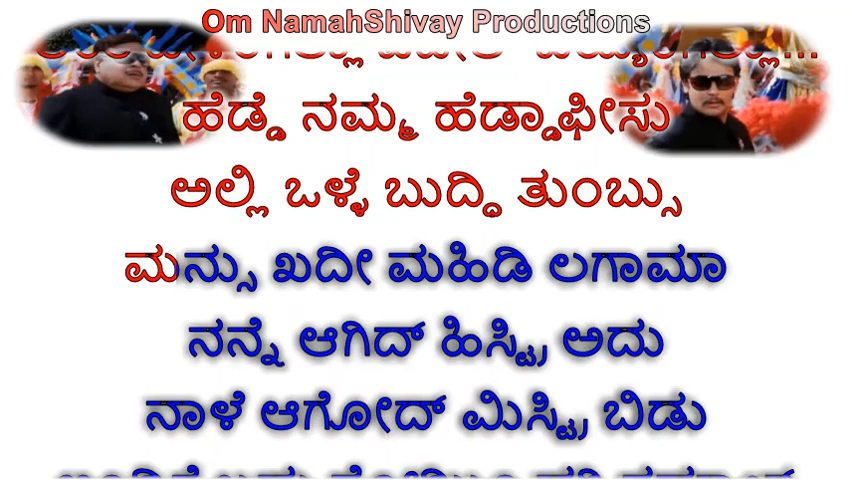 Om NamahShivay Productions
ಹೆಡ್ಡೆ ನಮ್ಮ ಹೆಡ್ಡಾಫೀಸು
ಅಲ್ಲಿ ಒಳ್ಳೆ ಬುದ್ದಿ ತುಂಬ್ಸು
ಮನ್ಸು ಖದೀ ಮಹಿಡಿ ಲಗಾಮಾ
ನನ್ನೆ ಆಗಿದ್ ಹಿಸ್ಟ್ರಿ ಅದು
ನಾಳೆ ಆಗೋದ್ ಮಿಸ್ಟ್ರಿ ಬಿಡು